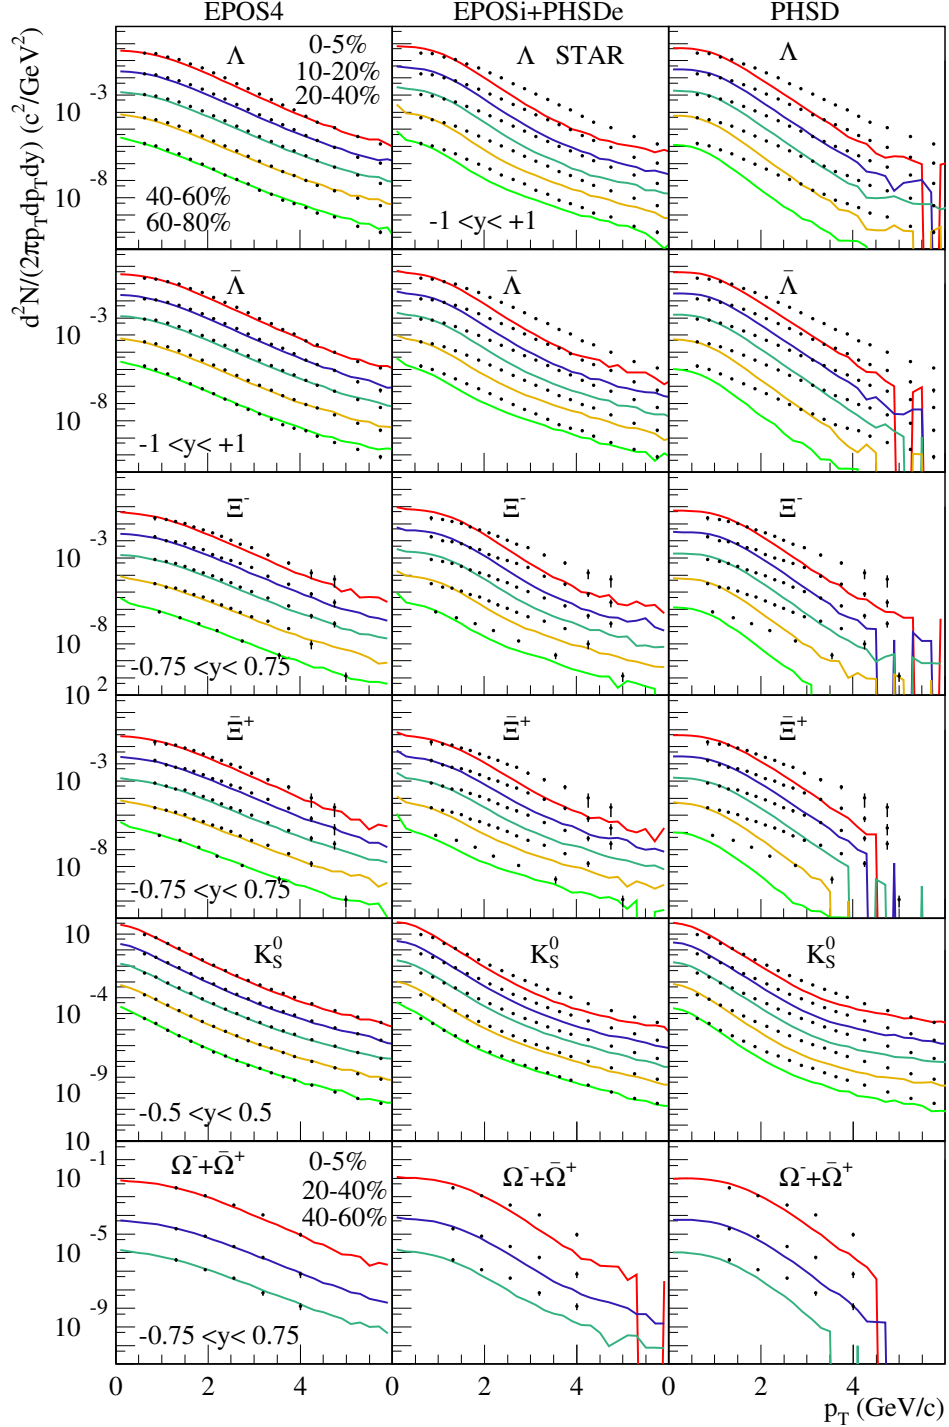 EPOS4 EPOSi+PHSDe PHSD
d²N/(2πp_T dp_T dy) (c²/GeV²)
Λ 0-5% Λ STAR Λ
10-20%
20-40%
10⁻³
10⁻⁸
40-60%
60-80% -1 <y< +1
Λ̄ Λ̄ Λ̄
10⁻³
10⁻⁸
-1 <y< +1
Ξ⁻ Ξ⁻ Ξ⁻
10⁻³
10⁻⁸
-0.75 <y< 0.75
10²
Ξ̄⁺ Ξ̄⁺ Ξ̄⁺
10⁻³
10⁻⁸
-0.75 <y< 0.75
10
K⁰_S K⁰_S K⁰_S
10⁻⁴
10⁻⁹
-0.5 <y< 0.5
10
Ω⁻+Ω̄⁺ 0-5% Ω⁻+Ω̄⁺ Ω⁻+Ω̄⁺
10⁻¹
20-40%
40-60%
10⁻⁵
10⁻⁹
-0.75 <y< 0.75
0 2 4 0 2 4 0 2 4
p_T (GeV/c)